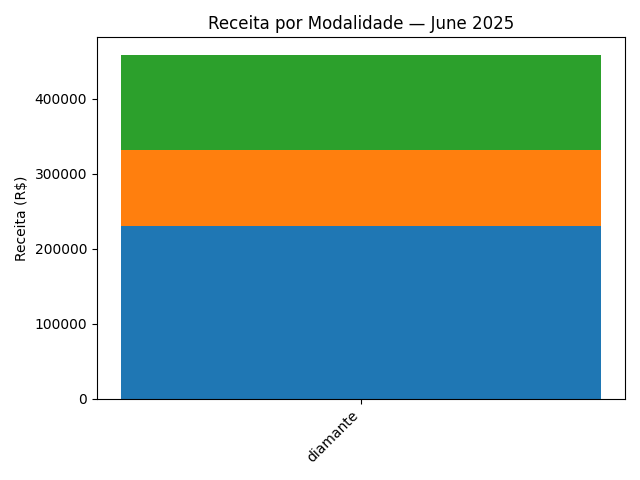 Receita por Modalidade — June 2025
Receita (R$)
400000
300000
200000
100000
0
diamante